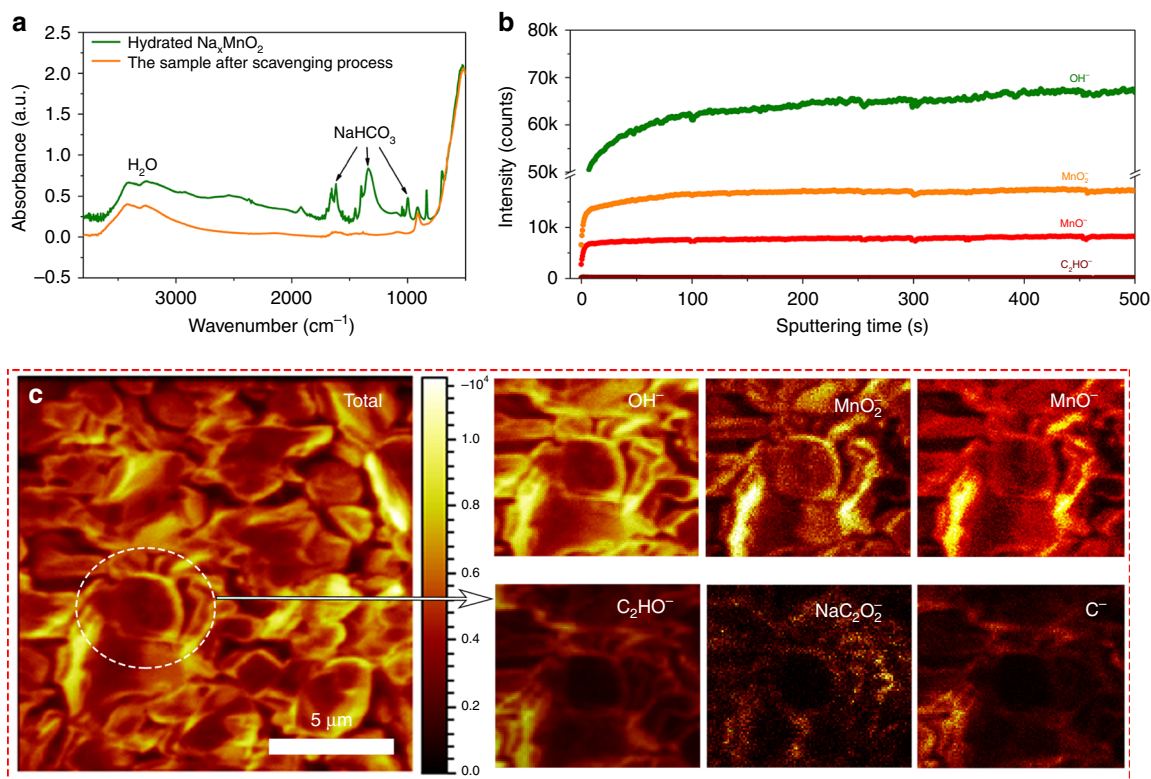 a
Hydrated NaₓMnO₂
The sample after scavenging process
2.5
2.0
1.5
1.0
0.5
0.0
−0.5
Absorbance (a.u.)
H₂O
NaHCO₃
3000
2000
1000
Wavenumber (cm⁻¹)
b
80k
70k
60k
50k
10k
0
Intensity (counts)
OH⁻
MnO₂⁻
MnO⁻
C₂HO⁻
0
100
200
300
400
500
Sputtering time (s)
c
Total
5 μm
−10⁴
1.0
0.8
0.6
0.4
0.2
0.0
OH⁻
MnO₂⁻
MnO⁻
C₂HO⁻
NaC₂O₂⁻
C⁻